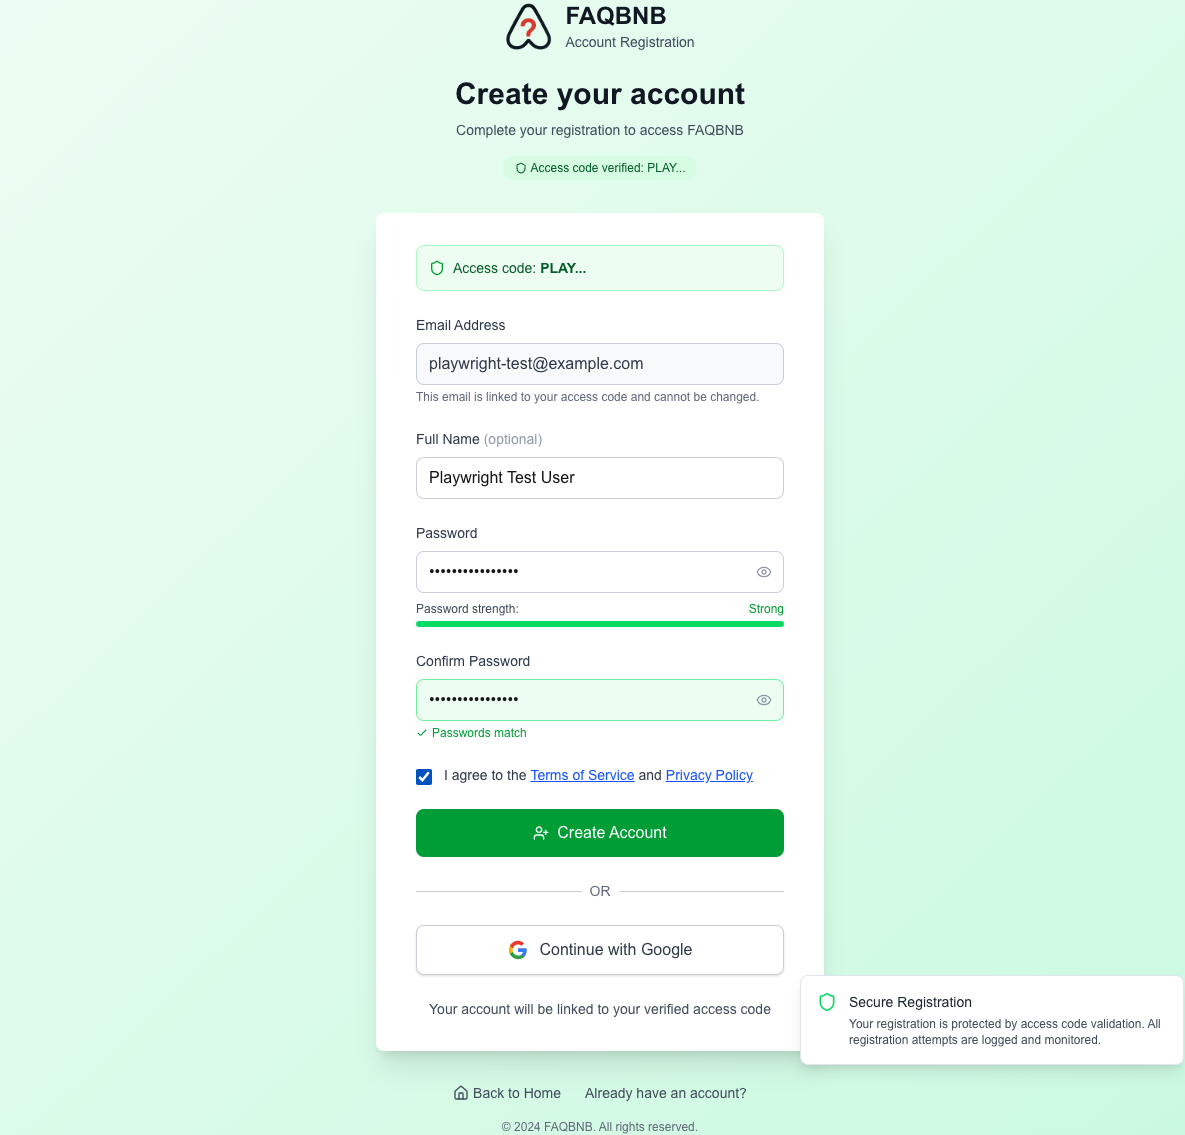 FAQBNB
Account Registration
Create your account
Complete your registration to access FAQBNB
Access code verified: PLAY...
Access code: PLAY...
Email Address
playwright-test@example.com
This email is linked to your access code and cannot be changed.
Full Name (optional)
Playwright Test User
Password
••••••••••••••••
Password strength: Strong
Confirm Password
••••••••••••••••
Passwords match
I agree to the Terms of Service and Privacy Policy
Create Account
OR
Continue with Google
Your account will be linked to your verified access code
Secure Registration
Your registration is protected by access code validation. All
registration attempts are logged and monitored.
Back to Home Already have an account?
© 2024 FAQBNB. All rights reserved.